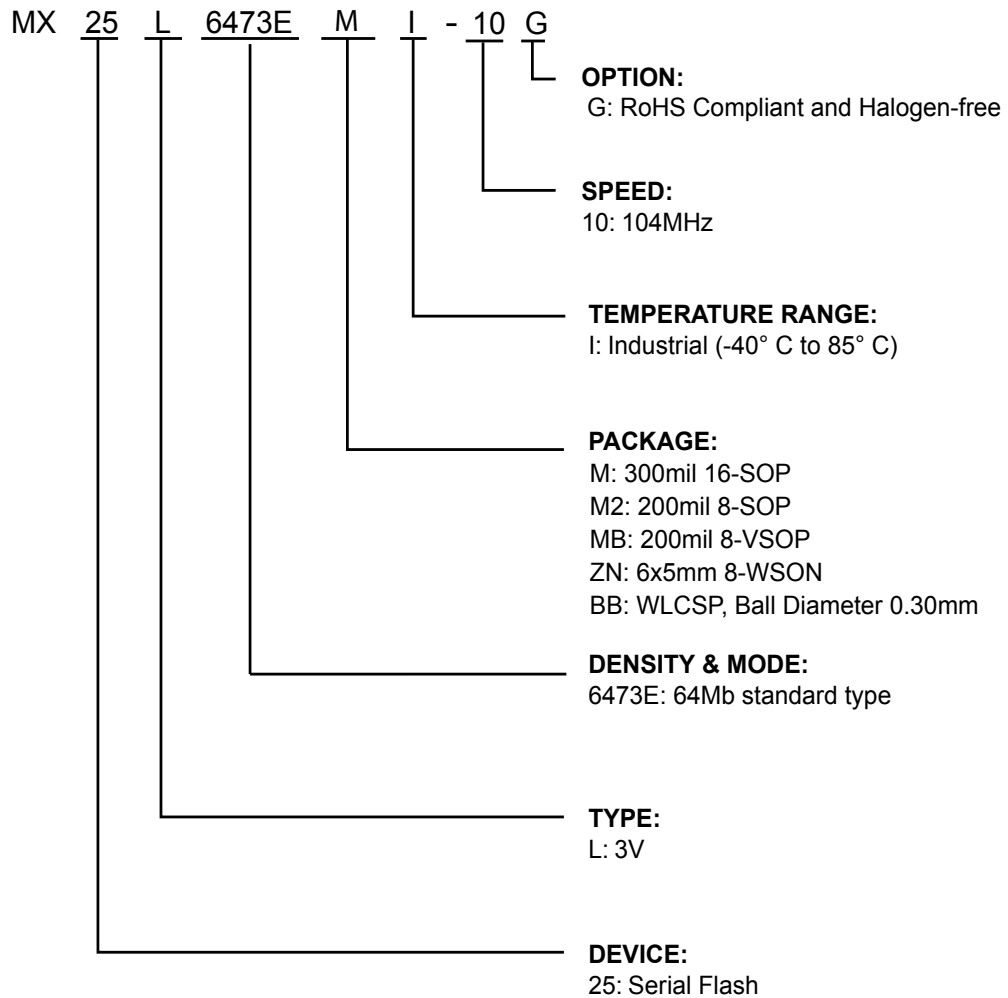 MX 25 L 6473E M I - 10 G
OPTION:
G: RoHS Compliant and Halogen-free
SPEED:
10: 104MHz
TEMPERATURE RANGE:
I: Industrial (-40° C to 85° C)
PACKAGE:
M: 300mil 16-SOP
M2: 200mil 8-SOP
MB: 200mil 8-VSOP
ZN: 6x5mm 8-WSON
BB: WLCSP, Ball Diameter 0.30mm
DENSITY & MODE:
6473E: 64Mb standard type
TYPE:
L: 3V
DEVICE:
25: Serial Flash